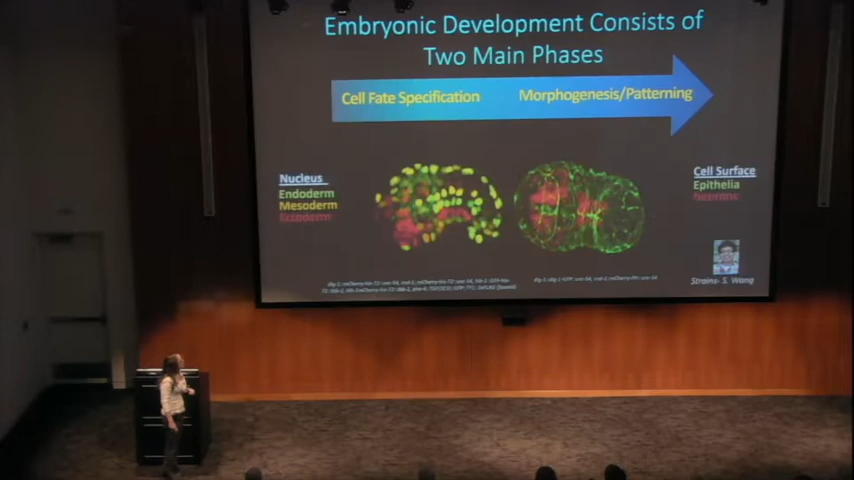 Embryonic Development Consists of
Two Main Phases
Cell Fate Specification
Morphogenesis/Patterning
Nucleus
Endoderm
Mesoderm
Ectoderm
Cell Surface
Epithelia
Neurons
Strains- S. Wang